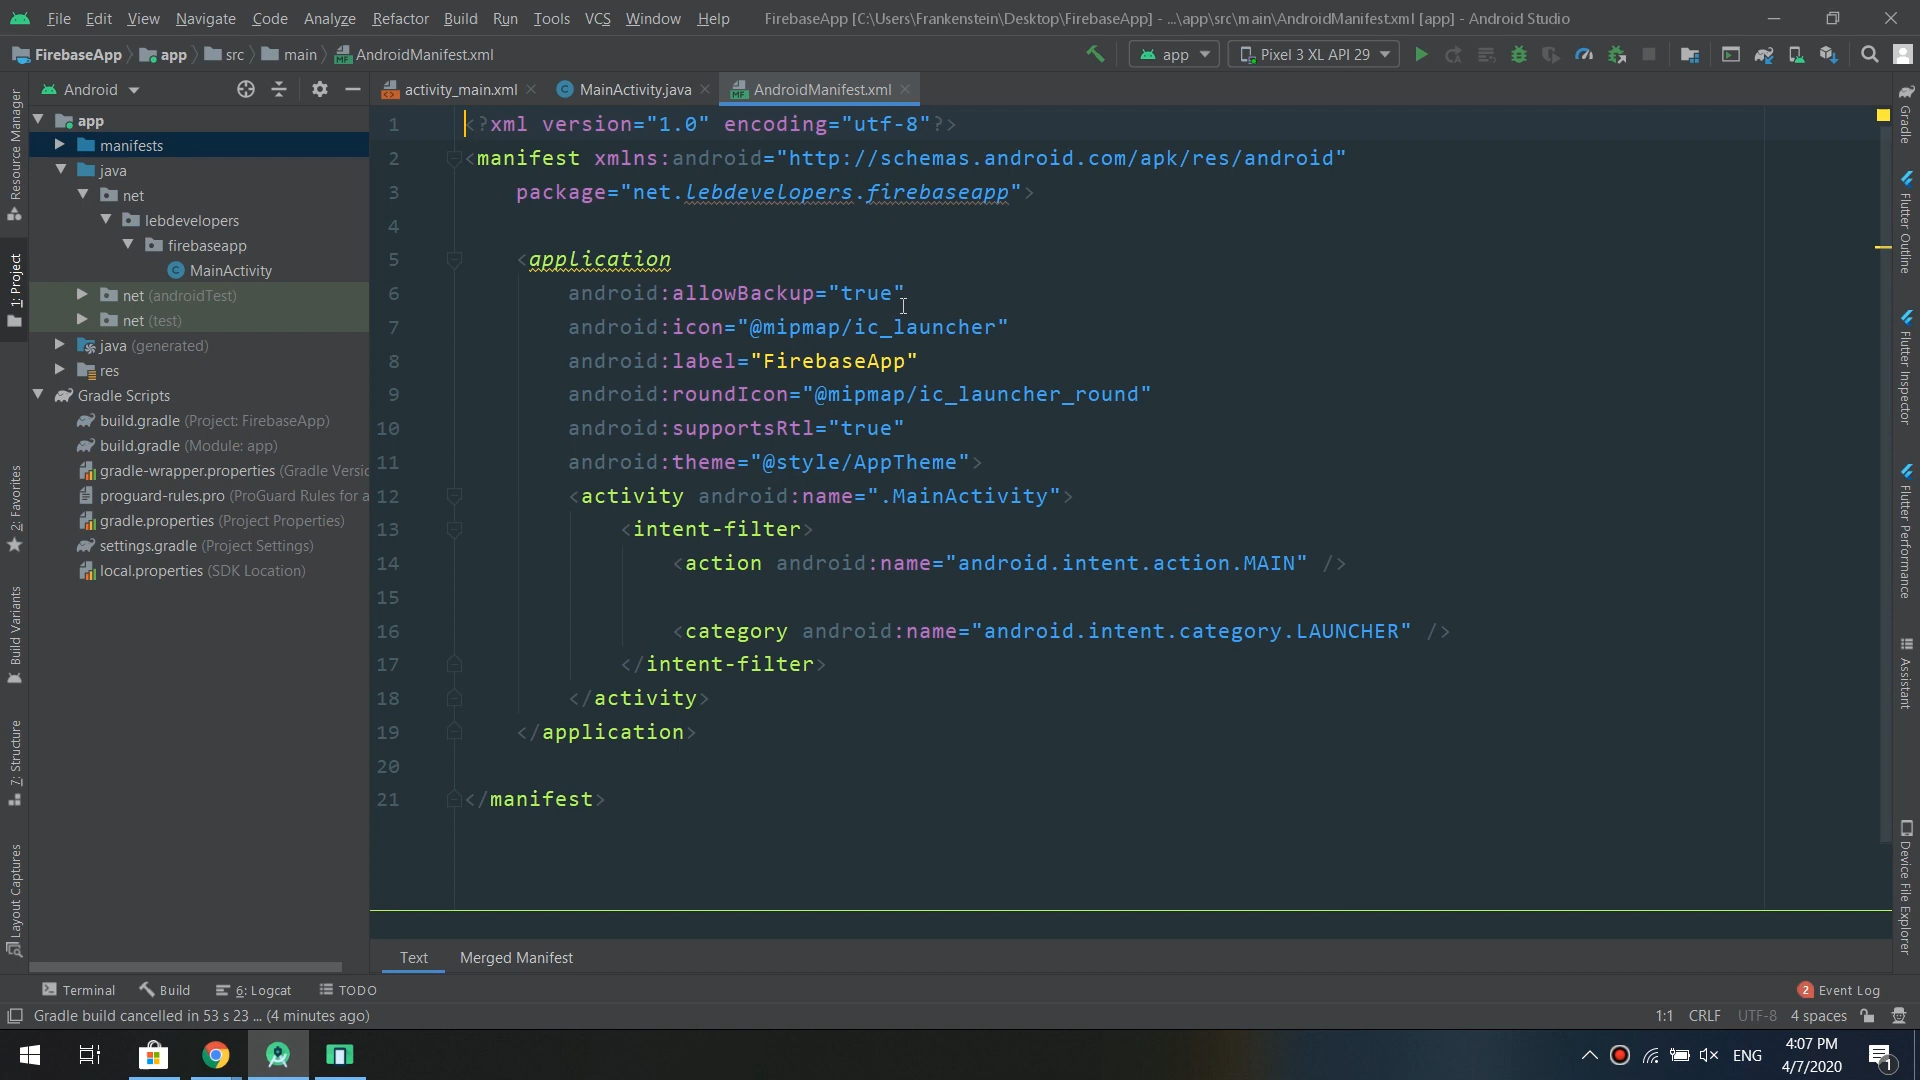 File Edit View Navigate Code Analyze Refactor Build Run Tools VCS Window Help FirebaseApp [C:\Users\Frankenstein\Desktop\FirebaseApp] - ...\app\src\main\AndroidManifest.xml [app] - Android Studio
FirebaseApp app src main AndroidManifest.xml app Pixel 3 XL API 29
Android activity_main.xml MainActivity.java AndroidManifest.xml
app
manifests
java
net
lebdevelopers
firebaseapp
MainActivity
net (androidTest)
net (test)
java (generated)
res
Gradle Scripts
build.gradle (Project: FirebaseApp)
build.gradle (Module: app)
gradle-wrapper.properties (Gradle Versic
proguard-rules.pro (ProGuard Rules for a
gradle.properties (Project Properties)
settings.gradle (Project Settings)
local.properties (SDK Location)
Resource Manager
1: Project
2: Favorites
Build Variants
7: Structure
Layout Captures
1 <?xml version="1.0" encoding="utf-8"?>
2 <manifest xmlns:android="http://schemas.android.com/apk/res/android"
3 package="net.lebdevelopers.firebaseapp">
4
5 <application
6 android:allowBackup="true"
7 android:icon="@mipmap/ic_launcher"
8 android:label="FirebaseApp"
9 android:roundIcon="@mipmap/ic_launcher_round"
10 android:supportsRtl="true"
11 android:theme="@style/AppTheme">
12 <activity android:name=".MainActivity">
13 <intent-filter>
14 <action android:name="android.intent.action.MAIN" />
15
16 <category android:name="android.intent.category.LAUNCHER" />
17 </intent-filter>
18 </activity>
19 </application>
20
21 </manifest>
Gradle
Flutter Outline
Flutter Inspector
Flutter Performance
Assistant
Device File Explorer
Text Merged Manifest
Terminal Build 6: Logcat TODO 2 Event Log
Gradle build cancelled in 53 s 23 ... (4 minutes ago) 1:1 CRLF UTF-8 4 spaces
ENG 4:07 PM
4/7/2020 1